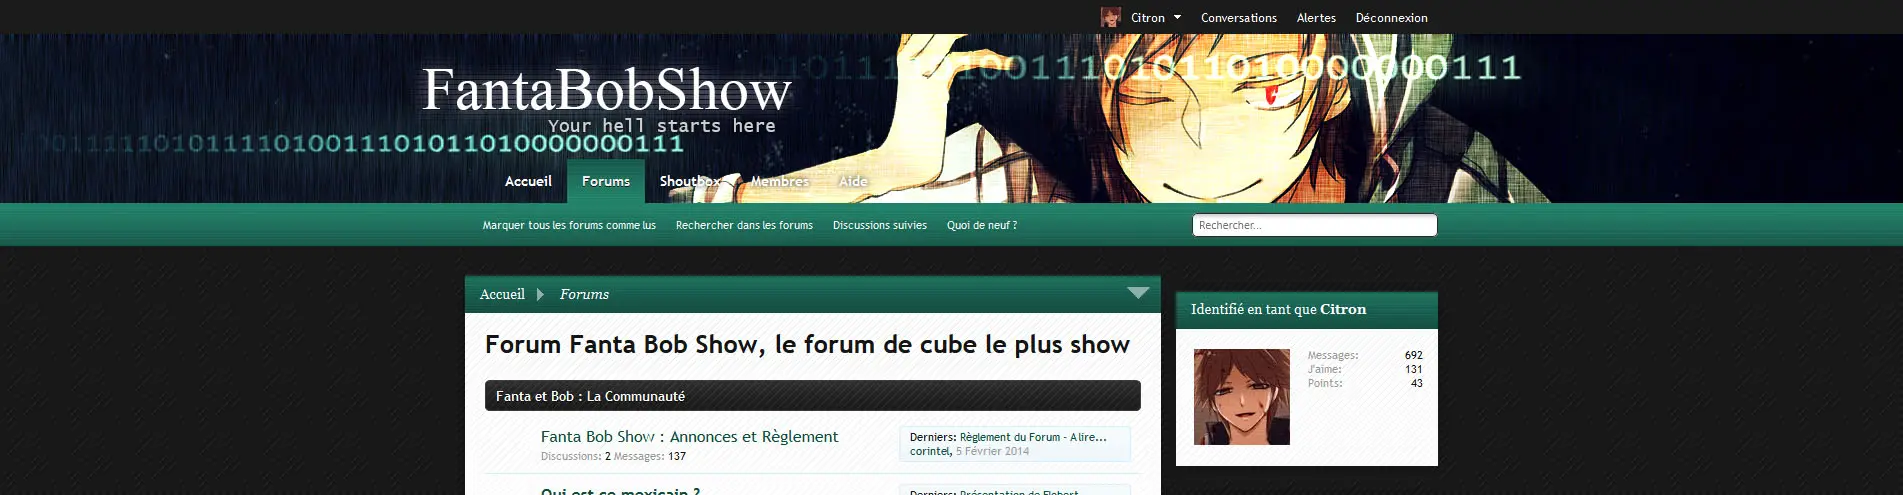 Citron Conversations Alertes Déconnexion
FantaBobShow
Your hell starts here
Accueil Forums Shoutbox Membres Aide
Marquer tous les forums comme lus Rechercher dans les forums Discussions suivies Quoi de neuf ? Rechercher...
Accueil Forums
Forum Fanta Bob Show, le forum de cube le plus show
Fanta et Bob : La Communauté
Fanta Bob Show : Annonces et Règlement
Discussions: 2 Messages: 137
Derniers: Règlement du Forum - A lire...
corintel, 5 Février 2014
Qui est ce mexicain ?
Derniers: Présentation de
Identifié en tant que Citron
Messages: 692
J'aime: 131
Points: 43